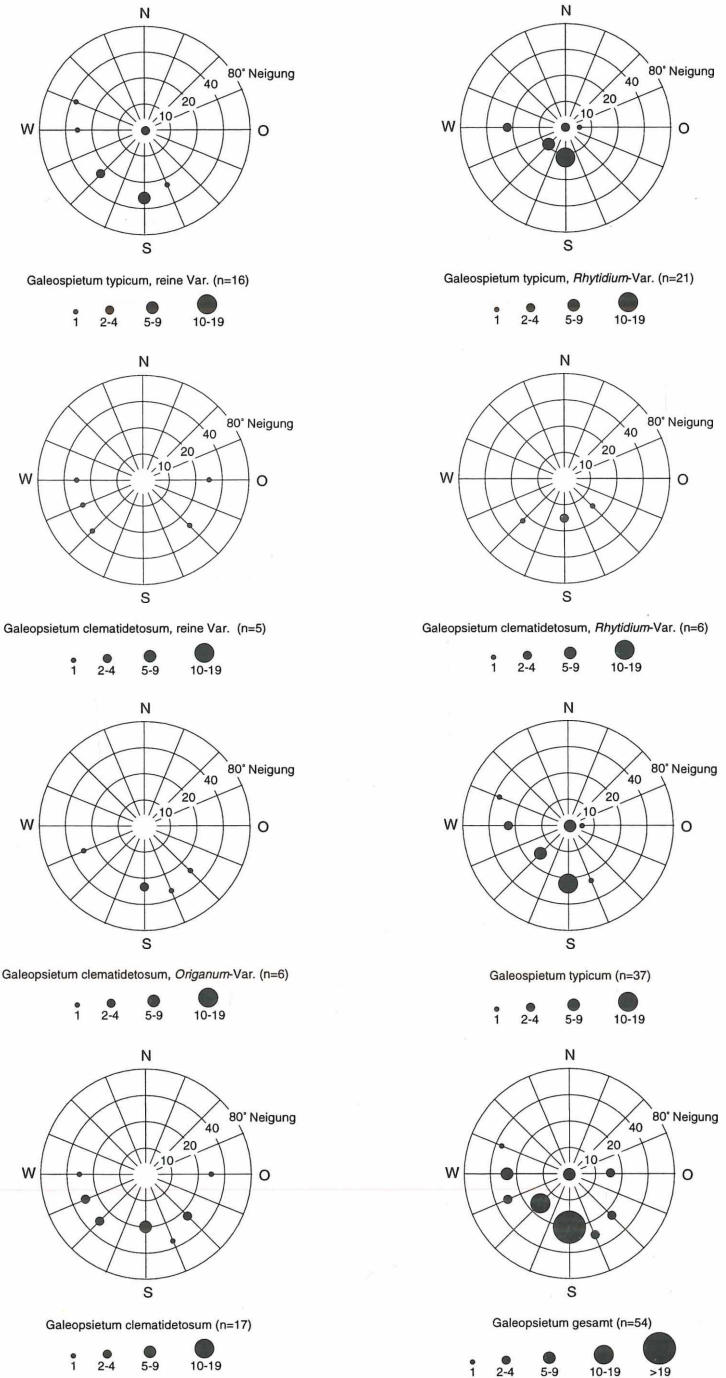 N
80° Neigung
40
20
10
W
O
S
Galeospietum typicum, reine Var. (n=16)
1 2-4 5-9 10-19
N
80° Neigung
40
20
10
W
O
S
Galeospietum typicum, Rhytidium-Var. (n=21)
1 2-4 5-9 10-19
N
80° Neigung
40
20
10
W
O
S
Galeopsietum clematidetosum, reine Var. (n=5)
1 2-4 5-9 10-19
N
80° Neigung
40
20
10
W
O
S
Galeopsietum clematidetosum, Rhytidium-Var. (n=6)
1 2-4 5-9 10-19
N
80° Neigung
40
20
10
W
O
S
Galeopsietum clematidetosum, Origanum-Var. (n=6)
1 2-4 5-9 10-19
N
80° Neigung
40
20
10
W
O
S
Galeospietum typicum (n=37)
1 2-4 5-9 10-19
N
80° Neigung
40
20
10
W
O
S
Galeopsietum clematidetosum (n=17)
1 2-4 5-9 10-19
N
80° Neigung
40
20
10
W
O
S
Galeopsietum gesamt (n=54)
1 2-4 5-9 10-19 >19